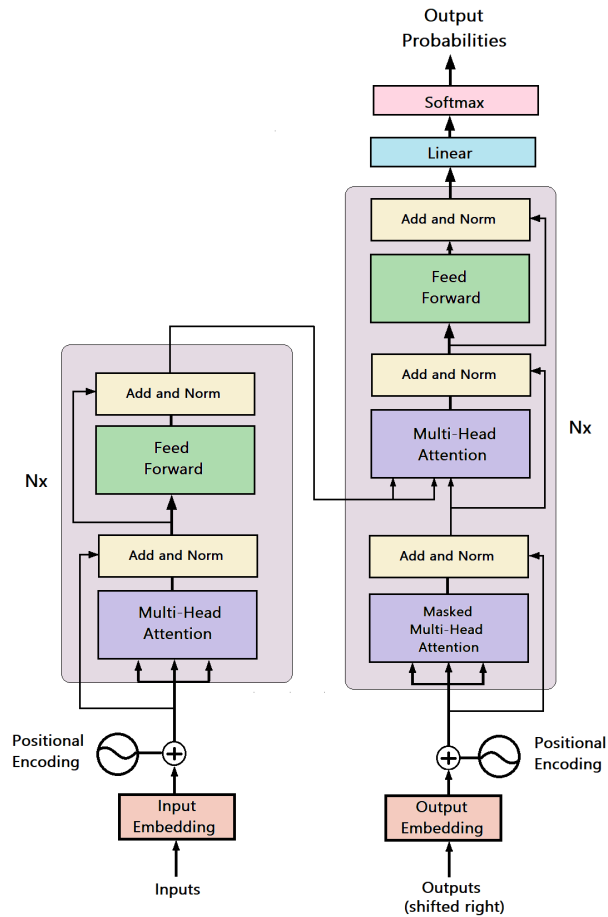 Output
Probabilities
Softmax
Linear
Add and Norm
Feed
Forward
Add and Norm
Multi-Head
Attention
Nx
Add and Norm
Masked
Multi-Head
Attention
Add and Norm
Feed
Forward
Nx
Add and Norm
Multi-Head
Attention
Positional
Encoding
Input
Embedding
Inputs
Positional
Encoding
Output
Embedding
Outputs
(shifted right)